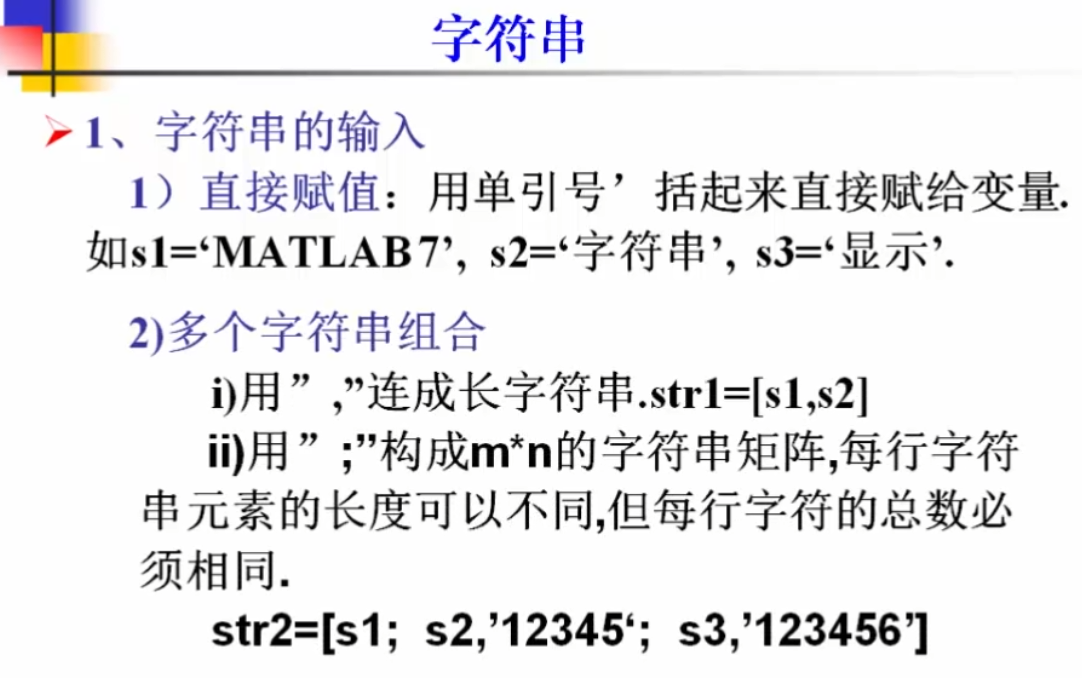 字符串
1、字符串的输入
1）直接赋值：用单引号’括起来直接赋给变量.
如s1=‘MATLAB 7’, s2=‘字符串’, s3=‘显示’.
2)多个字符串组合
i)用”,”连成长字符串.str1=[s1,s2]
ii)用”;”构成m*n的字符串矩阵,每行字符
串元素的长度可以不同,但每行字符的总数必
须相同.
str2=[s1; s2,’12345‘; s3,’123456’]